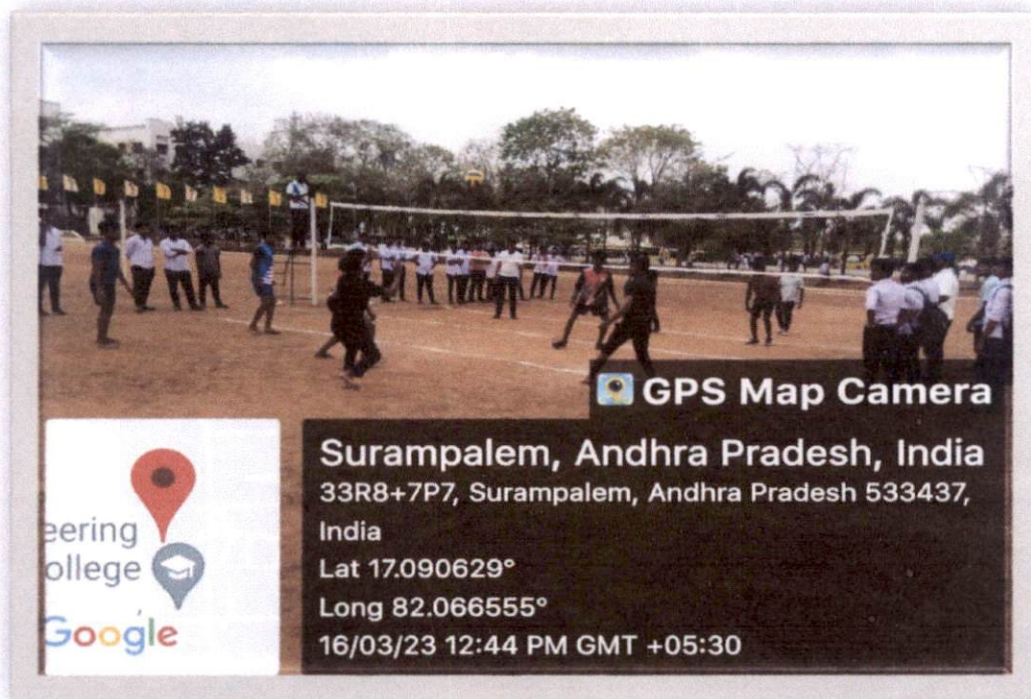 GPS Map Camera
Surampalem, Andhra Pradesh, India
33R8+7P7, Surampalem, Andhra Pradesh 533437,
India
Lat 17.090629°
Long 82.066555°
16/03/23 12:44 PM GMT +05:30
eering
ollege
Google